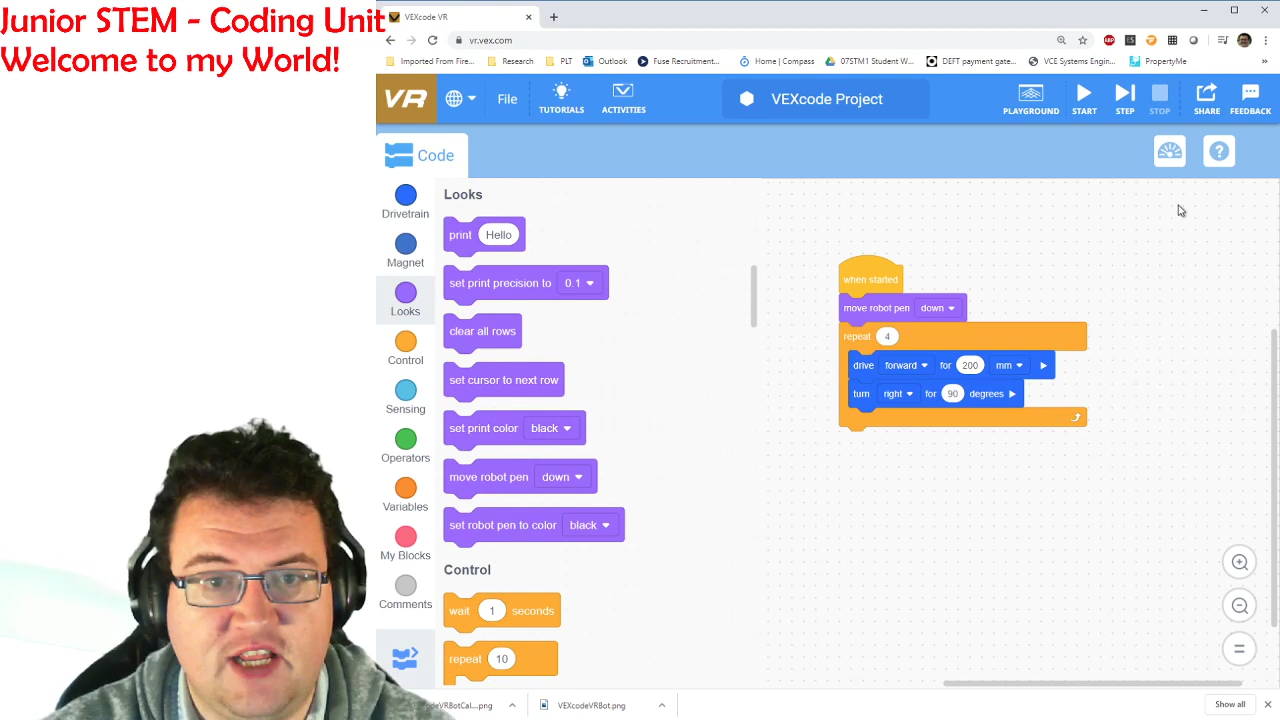 Junior STEM - Coding Unit
Welcome to my World!
VEXcode VR
vr.vex.com
ABP
Imported From Fire...
Research
PLT
Outlook
Fuse Recruitment...
Home | Compass
07STM1 Student W...
DEFT payment gate...
VCE Systems Engin...
PropertyMe
VR
File
TUTORIALS
ACTIVITIES
VEXcode Project
PLAYGROUND
START
STEP
STOP
SHARE
FEEDBACK
Code
Drivetrain
Magnet
Looks
Control
Sensing
Operators
Variables
My Blocks
Comments
Looks
print Hello
set print precision to 0.1
clear all rows
set cursor to next row
set print color black
move robot pen down
set robot pen to color black
Control
wait 1 seconds
repeat 10
when started
move robot pen down
repeat 4
drive forward for 200 mm
turn right for 90 degrees
codeVRBotCal....png
VEXcodeVRBot.png
Show all